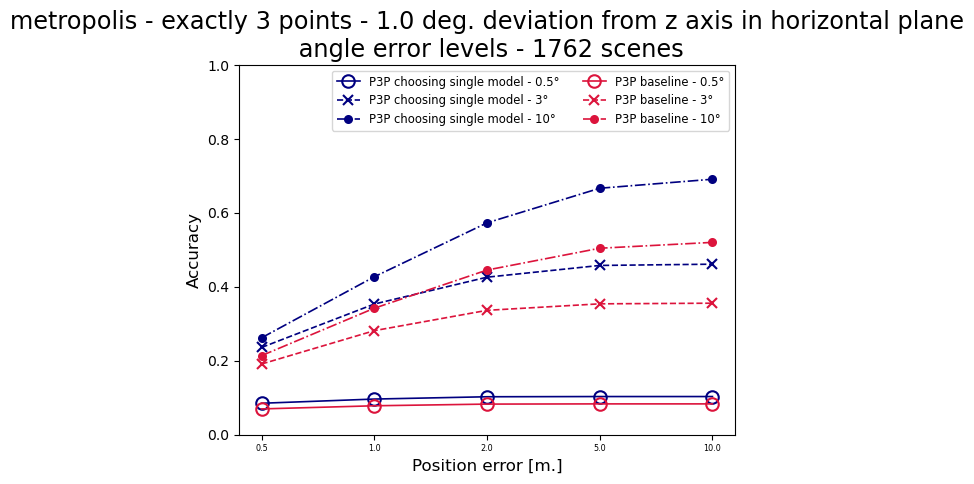 metropolis - exactly 3 points - 1.0 deg. deviation from z axis in horizontal plane
angle error levels - 1762 scenes
P3P choosing single model - 0.5°
P3P choosing single model - 3°
P3P choosing single model - 10°
P3P baseline - 0.5°
P3P baseline - 3°
P3P baseline - 10°
1.0
0.8
0.6
0.4
0.2
0.0
Accuracy
0.5 1.0 2.0 5.0 10.0
Position error [m.]